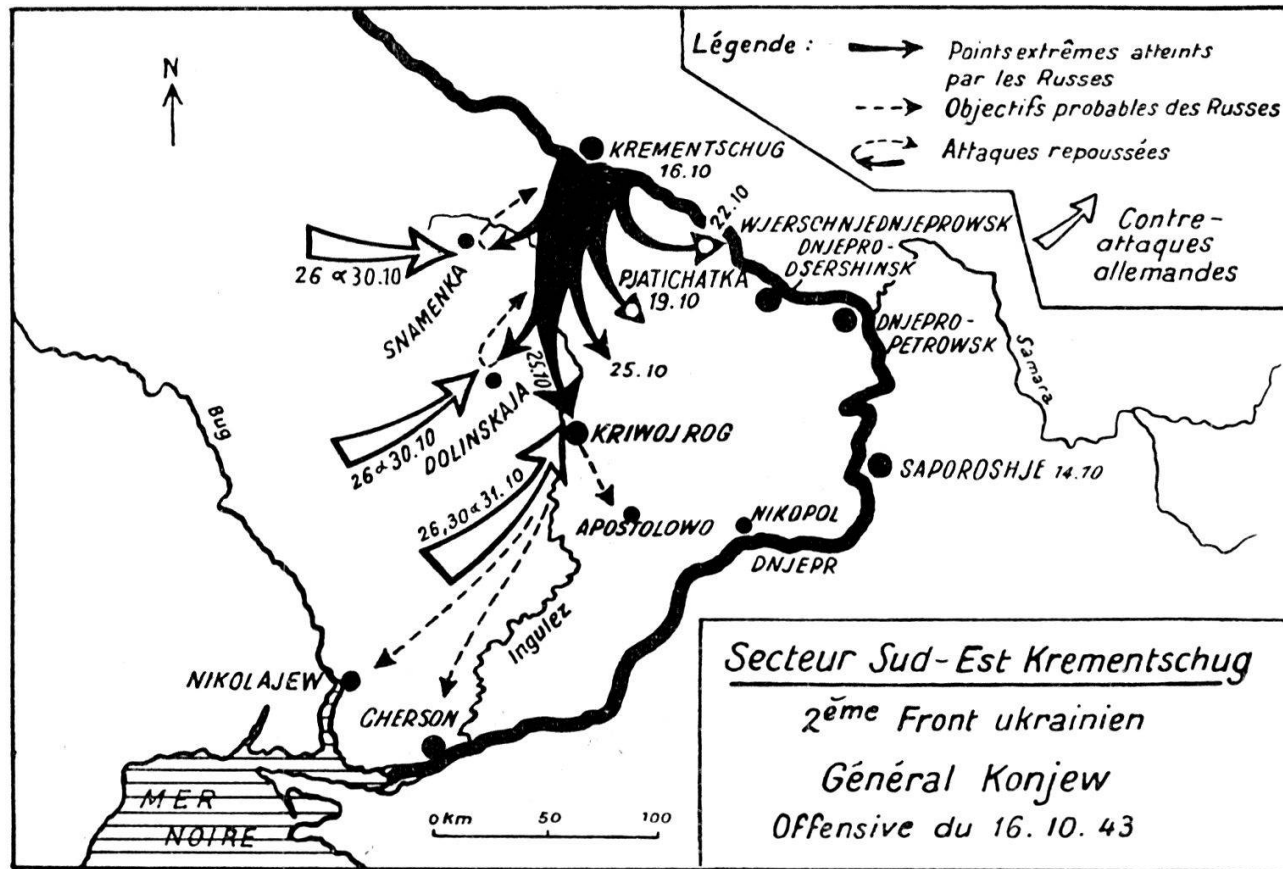 Légende :
Points extrêmes atteints
par les Russes
Objectifs probables des Russes
Attaques repoussées
Contre-
attaques
allemandes
N
KREMENTSCHUG
16.10
22.10
WJERSCHNJEDNJEPROWSK
DNJEPRO-
DSERSHINSK
26 α 30.10
PJATICHATKA
19.10
SNAMENKA
DNJEPRO-
PETROWSK
Samara
25.10
25.10
Bug
26 α 30.10
DOLINSKAJA
KRIWOJ ROG
SAPOROSHJE 14.10
26,30 α 31.10
APOSTOLOWO
NIKOPOL
DNJEPR
Ingulez
NIKOLAJEW
CHERSON
MER
NOIRE
0 Km 50 100
Secteur Sud-Est Krementschug
2ème Front ukrainien
Général Konjew
Offensive du 16.10.43